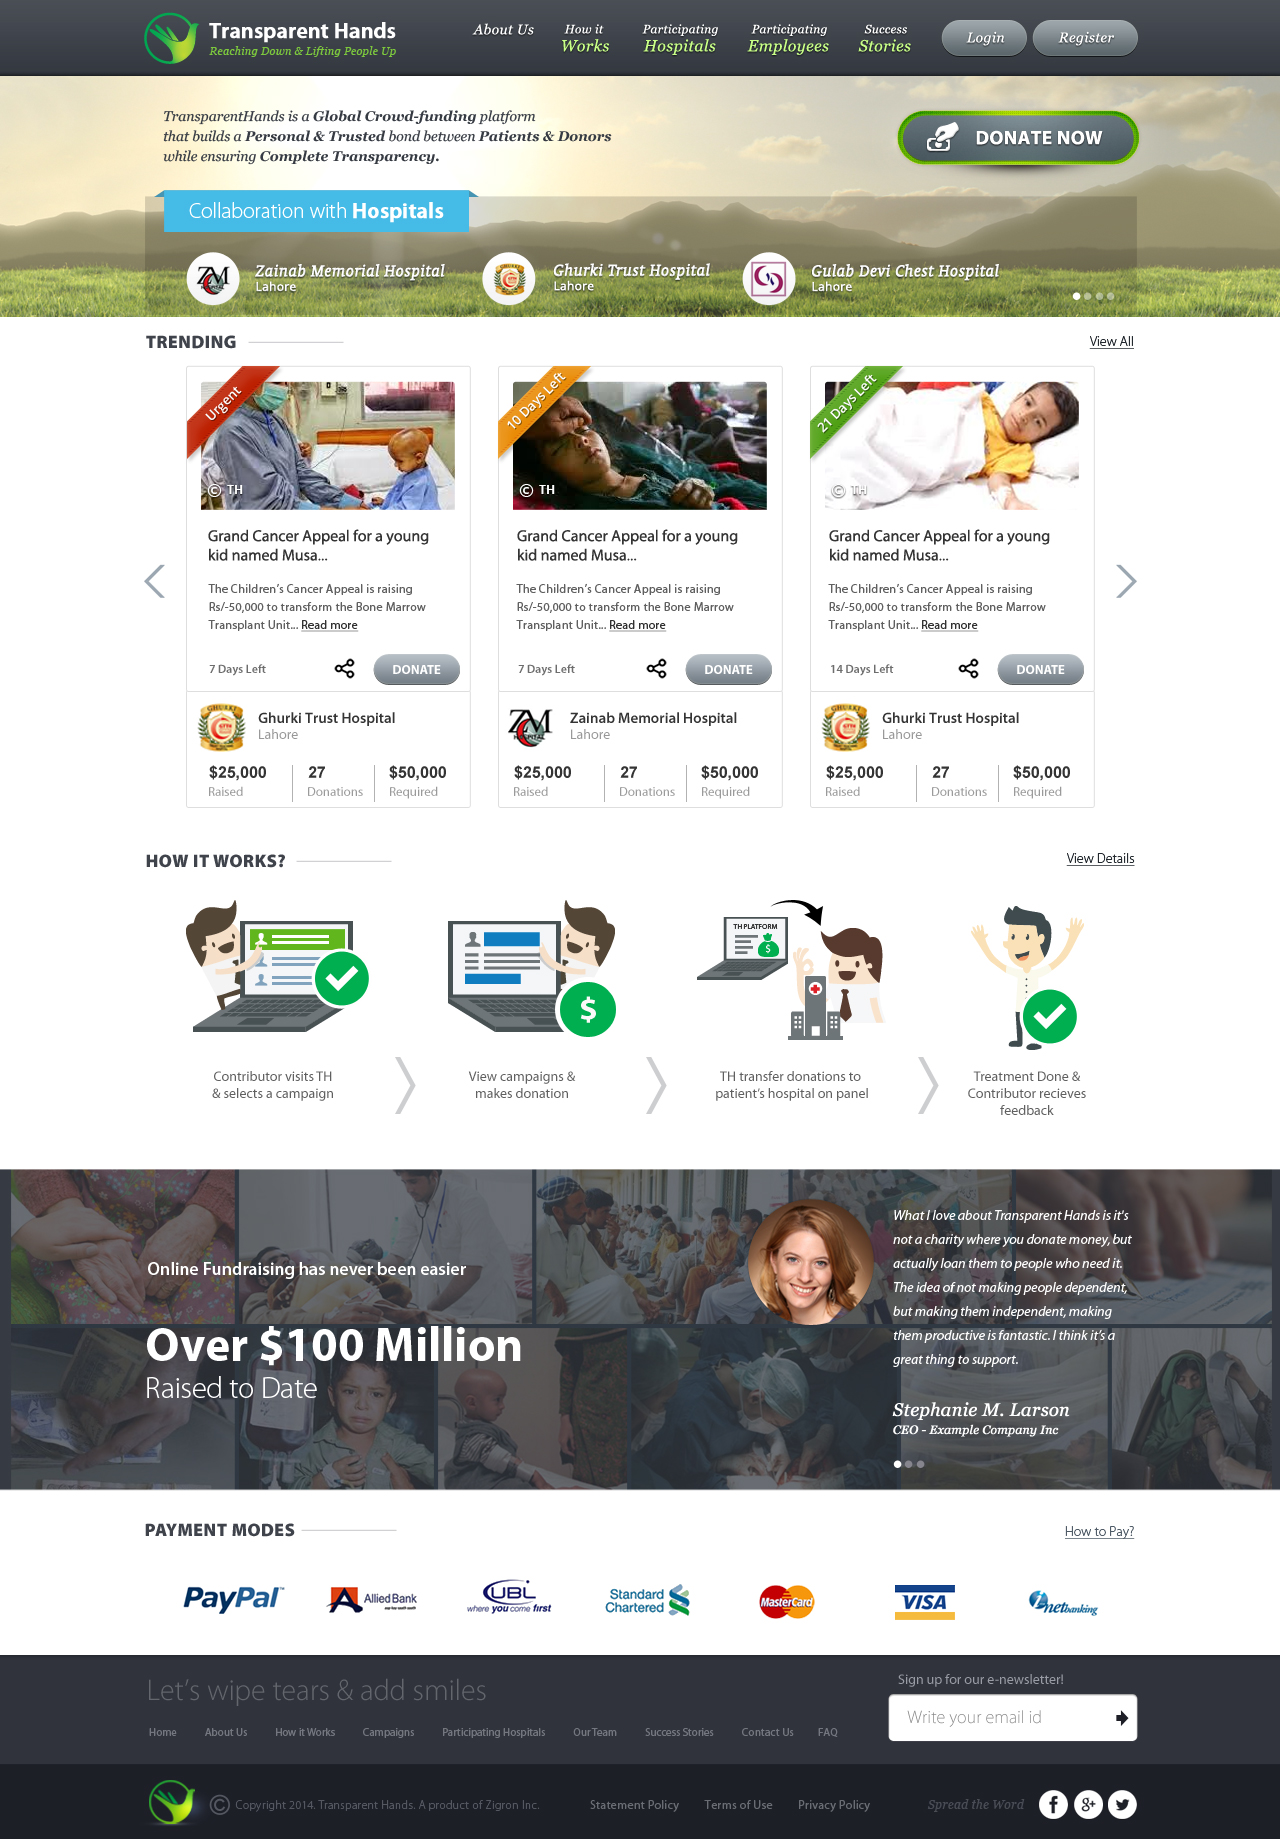 Transparent Hands
Reaching Down & Lifting People Up
About Us
How it
Works
Participating
Hospitals
Participating
Employees
Success
Stories
Login
Register
TransparentHands is a Global Crowd-funding platform
that builds a Personal & Trusted bond between Patients & Donors
while ensuring Complete Transparency.
DONATE NOW
Collaboration with Hospitals
Zainab Memorial Hospital
Lahore
Ghurki Trust Hospital
Lahore
Gulab Devi Chest Hospital
Lahore
TRENDING
View All
Urgent
© TH
Grand Cancer Appeal for a young
kid named Musa...
The Children's Cancer Appeal is raising
Rs/-50,000 to transform the Bone Marrow
Transplant Unit... Read more
7 Days Left
DONATE
GHURKI
Ghurki Trust Hospital
Lahore
$25,000
Raised
27
Donations
$50,000
Required
10 Days Left
© TH
Grand Cancer Appeal for a young
kid named Musa...
The Children's Cancer Appeal is raising
Rs/-50,000 to transform the Bone Marrow
Transplant Unit... Read more
7 Days Left
DONATE
ZM
HOSPITAL
Zainab Memorial Hospital
Lahore
$25,000
Raised
27
Donations
$50,000
Required
21 Days Left
© TH
Grand Cancer Appeal for a young
kid named Musa...
The Children's Cancer Appeal is raising
Rs/-50,000 to transform the Bone Marrow
Transplant Unit... Read more
14 Days Left
DONATE
GHURKI
Ghurki Trust Hospital
Lahore
$25,000
Raised
27
Donations
$50,000
Required
HOW IT WORKS?
View Details
$
TH PLATFORM
$
Contributor visits TH
& selects a campaign
View campaigns &
makes donation
TH transfer donations to
patient's hospital on panel
Treatment Done &
Contributor recieves
feedback
Online Fundraising has never been easier
Over $100 Million
Raised to Date
What I love about Transparent Hands is it's
not a charity where you donate money, but
actually loan them to people who need it.
The idea of not making people dependent,
but making them independent, making
them productive is fantastic. I think it's a
great thing to support.
Stephanie M. Larson
CEO - Example Company Inc
PAYMENT MODES
How to Pay?
PayPal
Allied Bank
UBL
where you come first
Standard
Chartered
MasterCard
VISA
netbanking
Let's wipe tears & add smiles
Home
About Us
How it Works
Campaigns
Participating Hospitals
Our Team
Success Stories
Contact Us
FAQ
Sign up for our e-newsletter!
Write your email id
© Copyright 2014. Transparent Hands. A product of Zigron Inc.
Statement Policy
Terms of Use
Privacy Policy
Spread the Word
f
g+